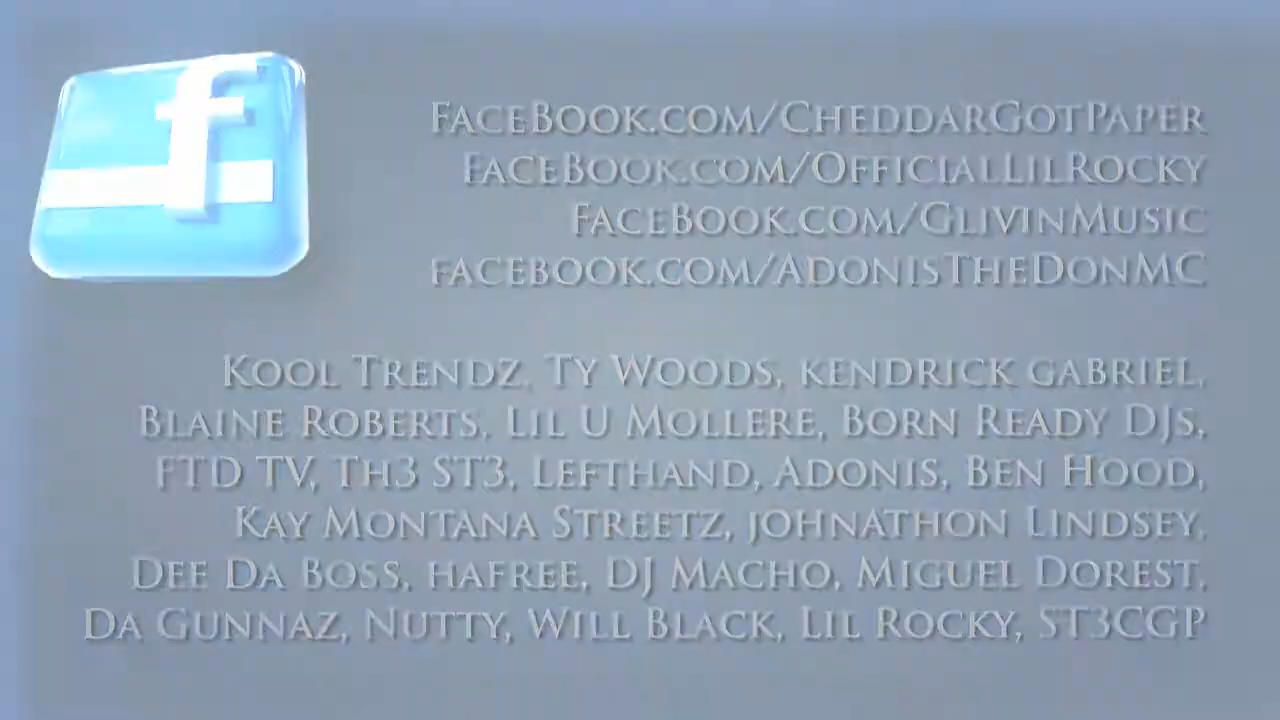 FaceBook.com/CheddarGotPaper
FaceBook.com/OfficialLilRocky
FaceBook.com/GlivinMusic
facebook.com/AdonisTheDonMC
Kool Trendz, Ty Woods, kendrick gabriel,
Blaine Roberts, Lil U Mollere, Born Ready DJs,
FTD TV, Th3 ST3, Lefthand, Adonis, Ben Hood,
Kay Montana Streetz, johnathon Lindsey,
Dee Da Boss, hafree, DJ Macho, Miguel Dorest,
Da Gunnaz, Nutty, Will Black, Lil Rocky, ST3CGP